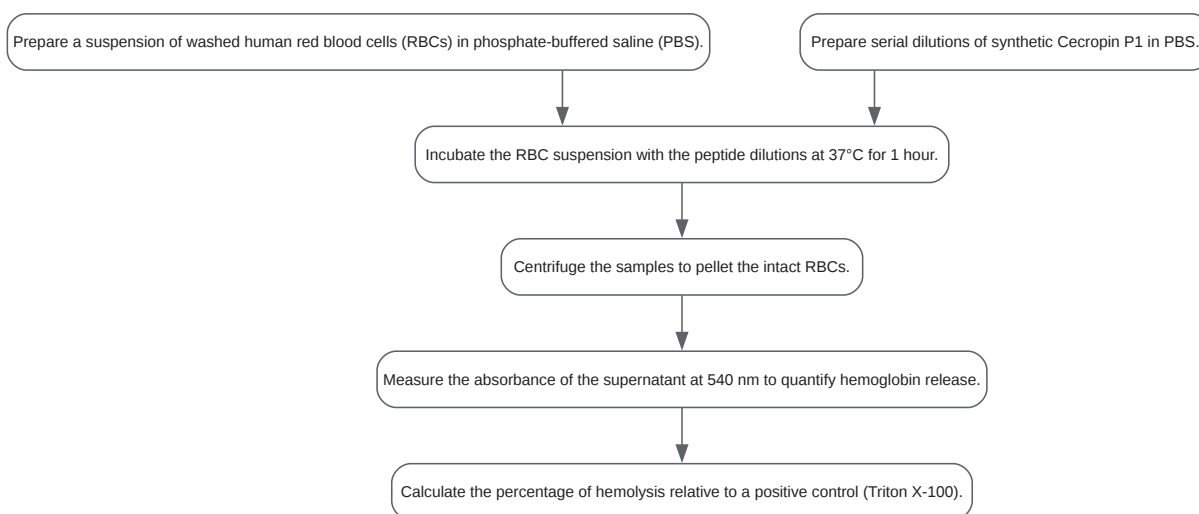 Prepare a suspension of washed human red blood cells (RBCs) in phosphate-buffered saline (PBS).
Prepare serial dilutions of synthetic Cecropin P1 in PBS.
Incubate the RBC suspension with the peptide dilutions at 37°C for 1 hour.
Centrifuge the samples to pellet the intact RBCs.
Measure the absorbance of the supernatant at 540 nm to quantify hemoglobin release.
Calculate the percentage of hemolysis relative to a positive control (Triton X-100).